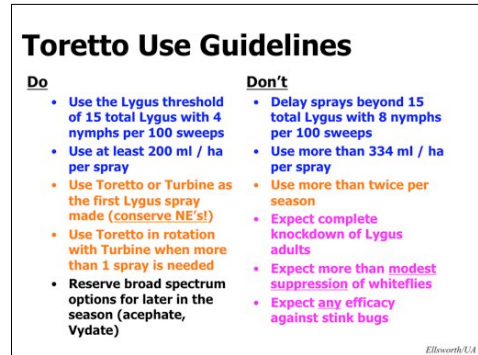 Toretto Use Guidelines
Do
• Use the Lygus threshold
of 15 total Lygus with 4
nymphs per 100 sweeps
• Use at least 200 ml / ha
per spray
• Use Toretto or Turbine as
the first Lygus spray
made (conserve NE's!)
• Use Toretto in rotation
with Turbine when more
than 1 spray is needed
• Reserve broad spectrum
options for later in the
season (acephate,
Vydate)
Don't
• Delay sprays beyond 15
total Lygus with 8 nymphs
per 100 sweeps
• Use more than 334 ml / ha
per spray
• Use more than twice per
season
• Expect complete
knockdown of Lygus
adults
• Expect more than modest
suppression of whiteflies
• Expect any efficacy
against stink bugs
Ellsworth/UA